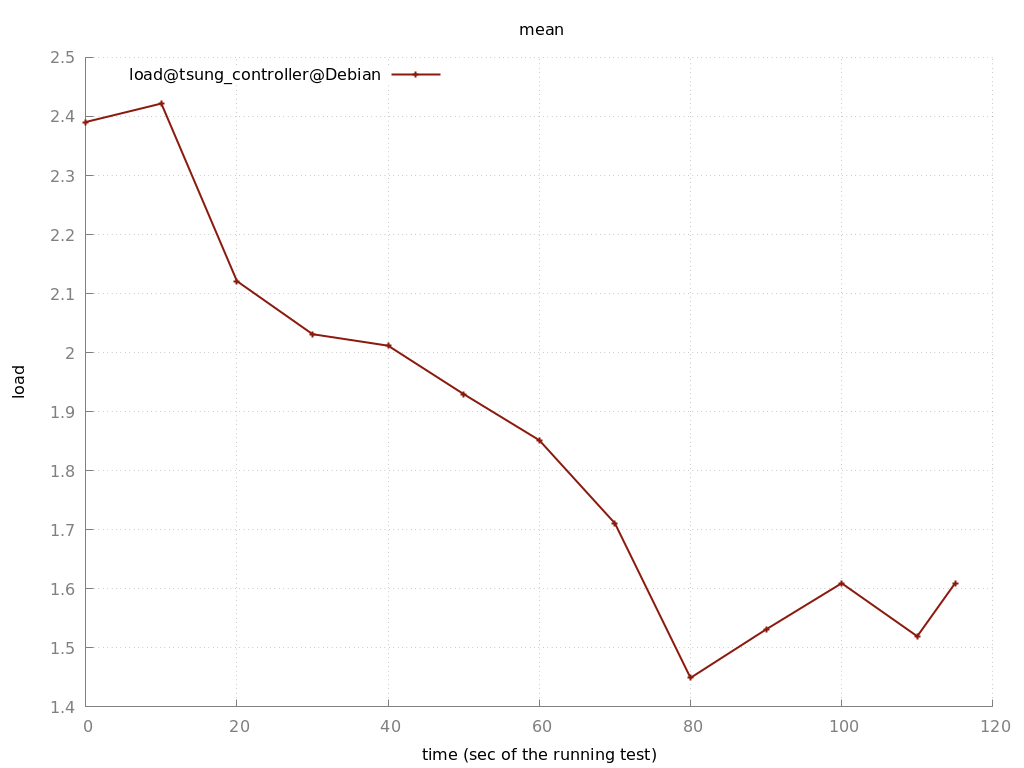 mean
2.5
load@tsung_controller@Debian
2.4
2.3
2.2
2.1
2
1.9
1.8
1.7
1.6
1.5
1.4
load
0 20 40 60 80 100 120
time (sec of the running test)